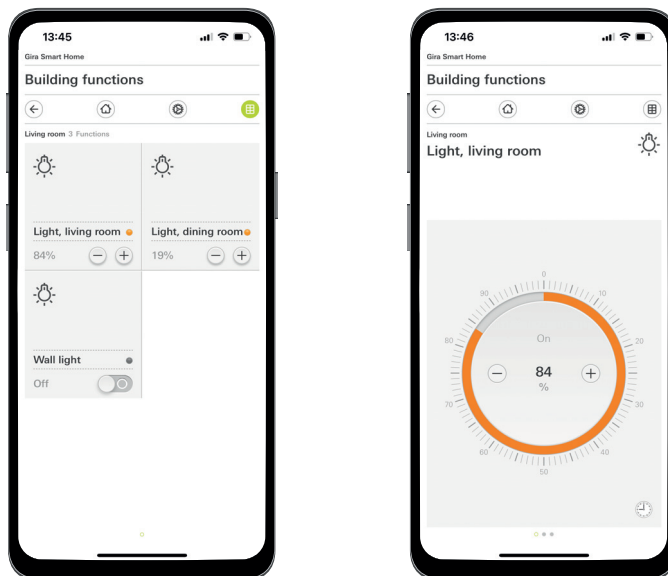 13:45
Gira Smart Home
Building functions
Living room 3 Functions
Light, living room
84%
Light, dining room
19%
Wall light
Off
13:46
Gira Smart Home
Building functions
Living room
Light, living room
0
10
20
30
40
50
60
70
80
90
On
84
%